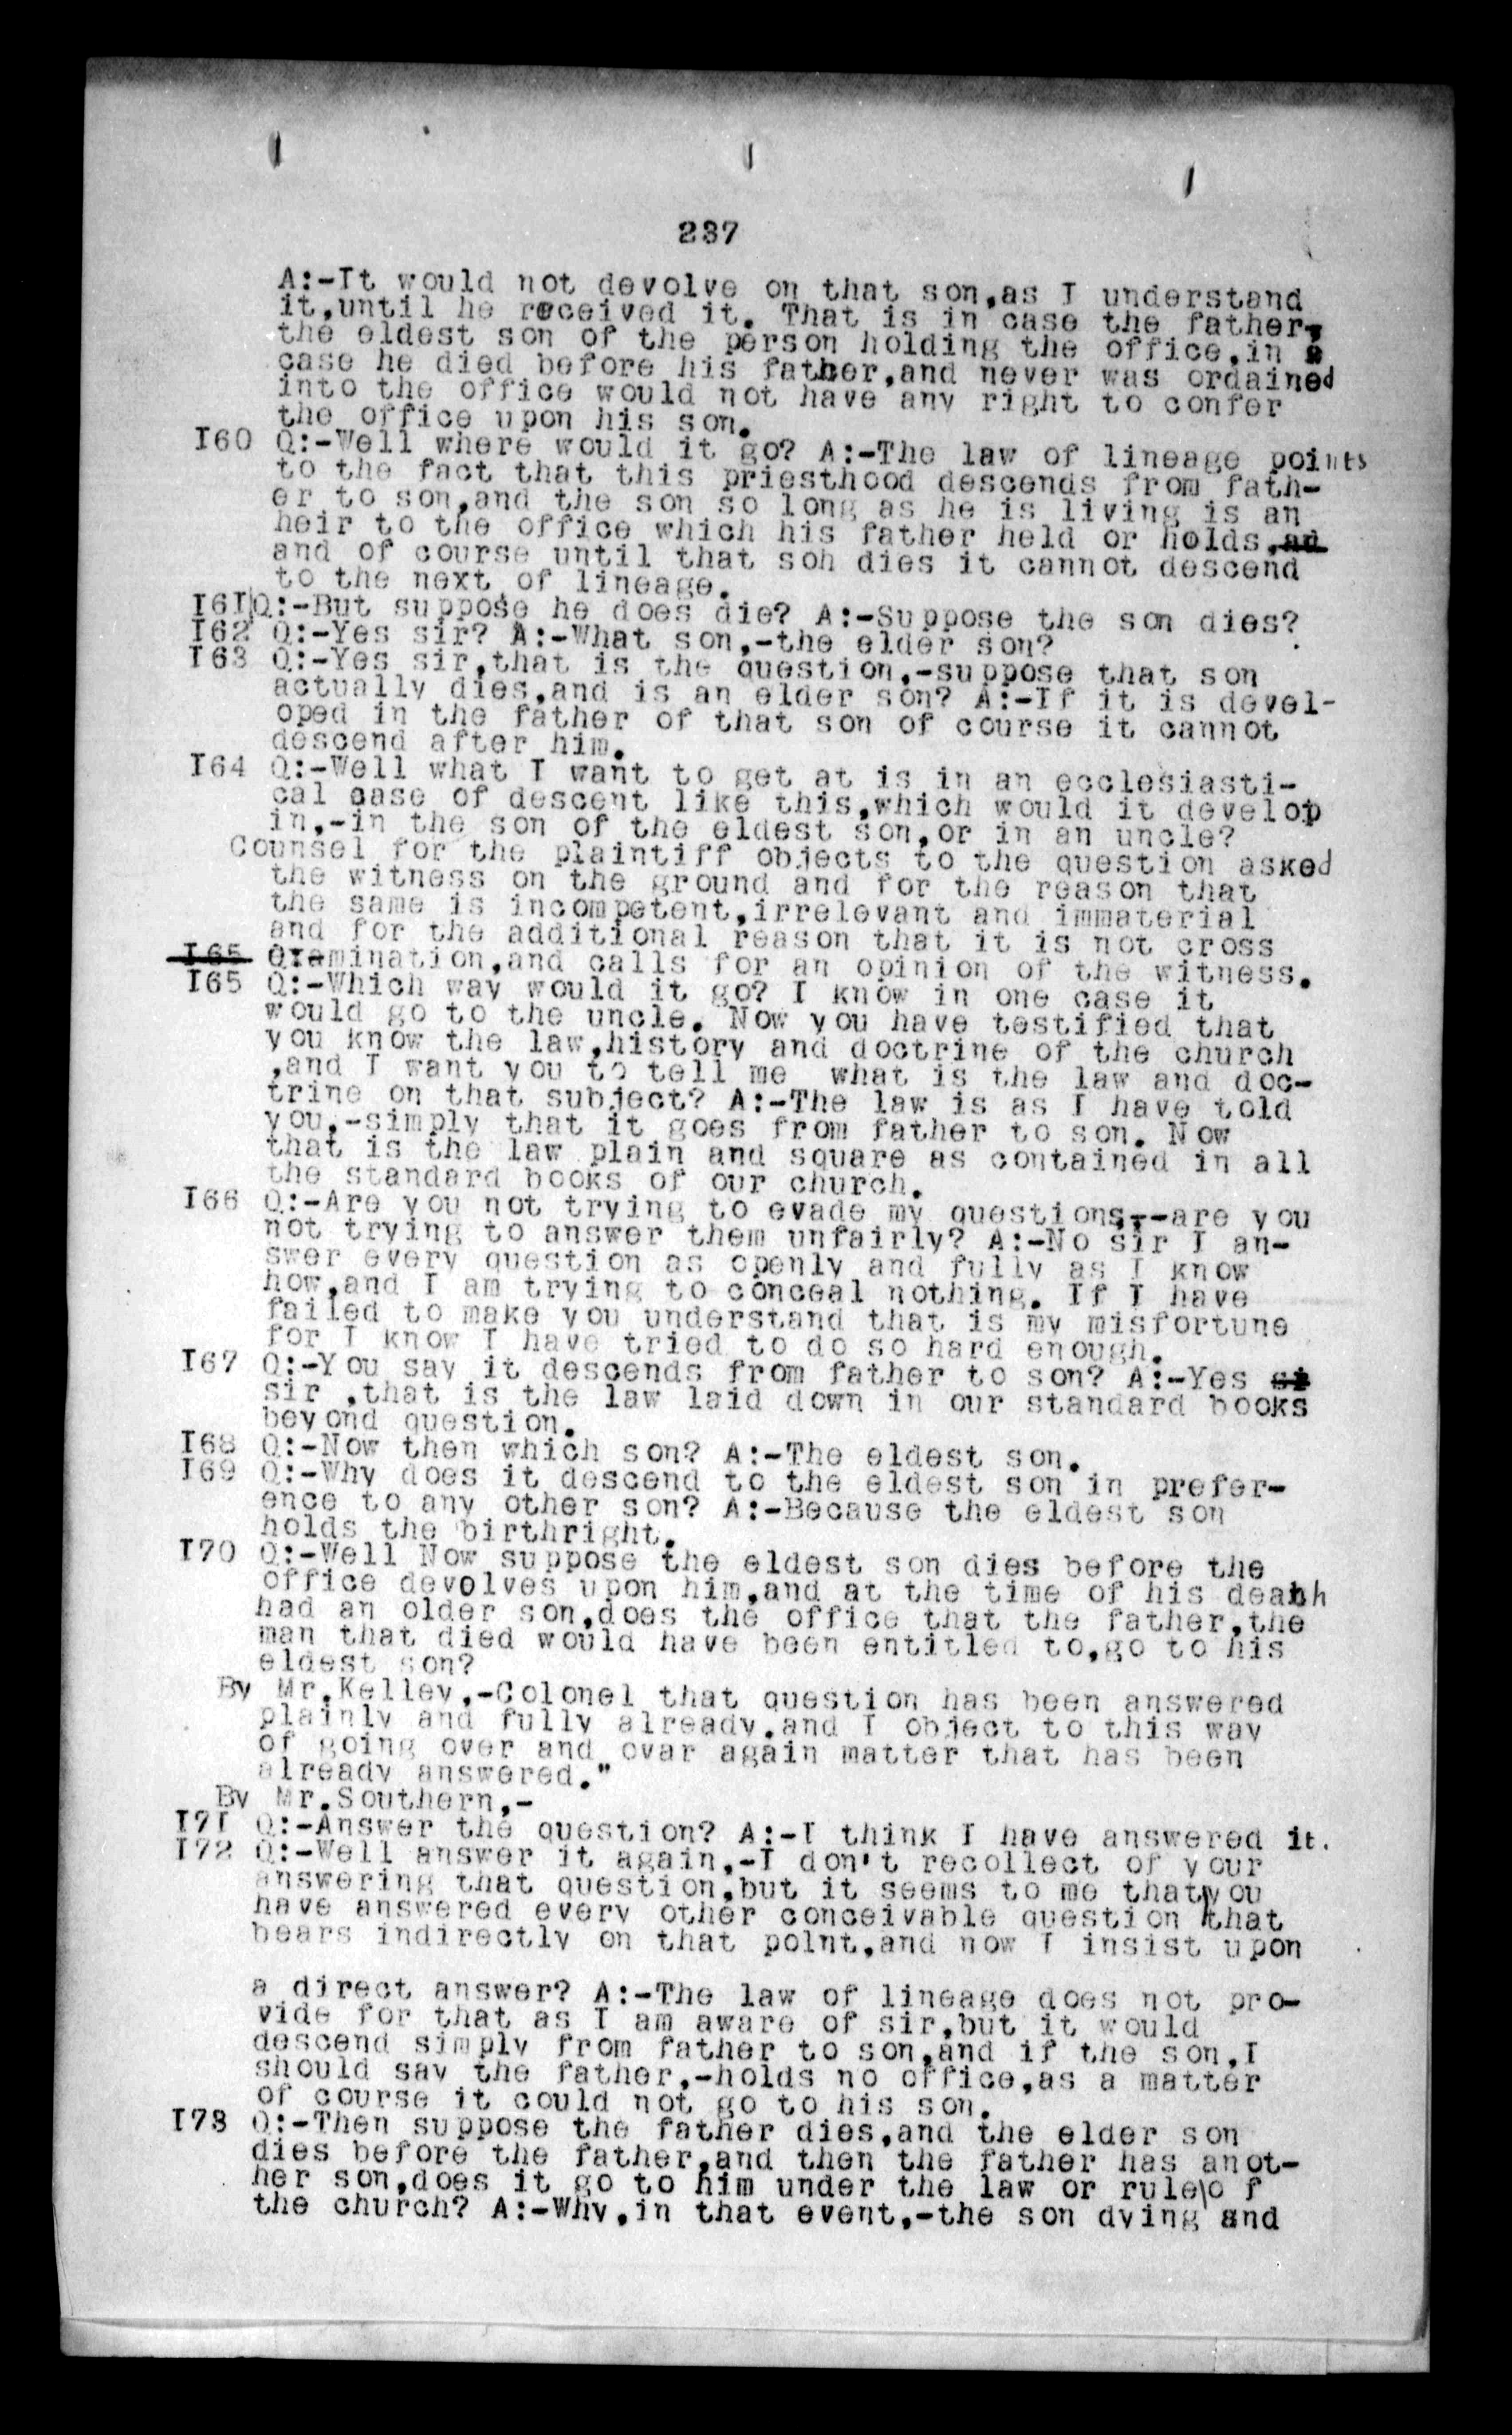 237
A:-It would not devolve on that son,as I understand
it,until he received it. That is in case the father,
the eldest son of the person holding the office,in a
case he died before his father,and never was ordained
into the office would not have any right to confer
the office upon his son.
I60 Q:-Well where would it go? A:-The law of lineage points
to the fact that this priesthood descends from fath-
er to son,and the son so long as he is living is an
heir to the office which his father held or holds,an
and of course until that soh dies it cannot descend
to the next of lineage.
I6I Q:-But suppose he does die? A:-Suppose the son dies?
I62 Q:-Yes sir? A:-What son,-the elder son?
I63 Q:-Yes sir,that is the question,-suppose that son
actually dies,and is an elder son? A:-If it is devel-
oped in the father of that son of course it cannot
descend after him.
I64 Q:-Well what I want to get at is in an ecclesiasti-
cal case of descent like this,which would it develop
in,-in the son of the eldest son,or in an uncle?
Counsel for the plaintiff objects to the question asked
the witness on the ground and for the reason that
the same is incompetent,irrelevant and immaterial
and for the additional reason that it is not cross
I65 examination,and calls for an opinion of the witness.
I65 Q:-Which way would it go? I know in one case it
would go to the uncle. Now you have testified that
you know the law,history and doctrine of the church
,and I want you to tell me what is the law and doc-
trine on that subject? A:-The law is as I have told
you,-simply that it goes from father to son. Now
that is the law plain and square as contained in all
the standard books of our church.
I66 Q:-Are you not trying to evade my questions,--are you
not trying to answer them unfairly? A:-No sir I an-
swer every question as openly and fully as I know
how,and I am trying to conceal nothing. If I have
failed to make you understand that is my misfortune
for I know I have tried to do so hard enough.
I67 Q:-You say it descends from father to son? A:-Yes si
sir ,that is the law laid down in our standard books
beyond question.
I68 Q:-Now then which son? A:-The eldest son.
I69 Q:-Why does it descend to the eldest son in prefer-
ence to any other son? A:-Because the eldest son
holds the birthright.
I70 Q:-Well Now suppose the eldest son dies before the
office devolves upon him,and at the time of his death
had an older son,does the office that the father,the
man that died would have been entitled to,go to his
eldest son?
By Mr.Kelley,-Colonel that question has been answered
plainly and fully already,and I object to this way
of going over and ovar again matter that has been
already answered."
By Mr.Southern,-
I7I Q:-Answer the question? A:-I think I have answered it.
I72 Q:-Well answer it again,-I don't recollect of your
answering that question,but it seems to me that you
have answered every other conceivable question that
bears indirectly on that point,and now I insist upon
a direct answer? A:-The law of lineage does not pro-
vide for that as I am aware of sir,but it would
descend simply from father to son,and if the son,I
should say the father,-holds no office,as a matter
of course it could not go to his son.
I73 Q:-Then suppose the father dies,and the elder son
dies before the father,and then the father has anot-
her son,does it go to him under the law or rule o f
the church? A:-Why,in that event,-the son dying and